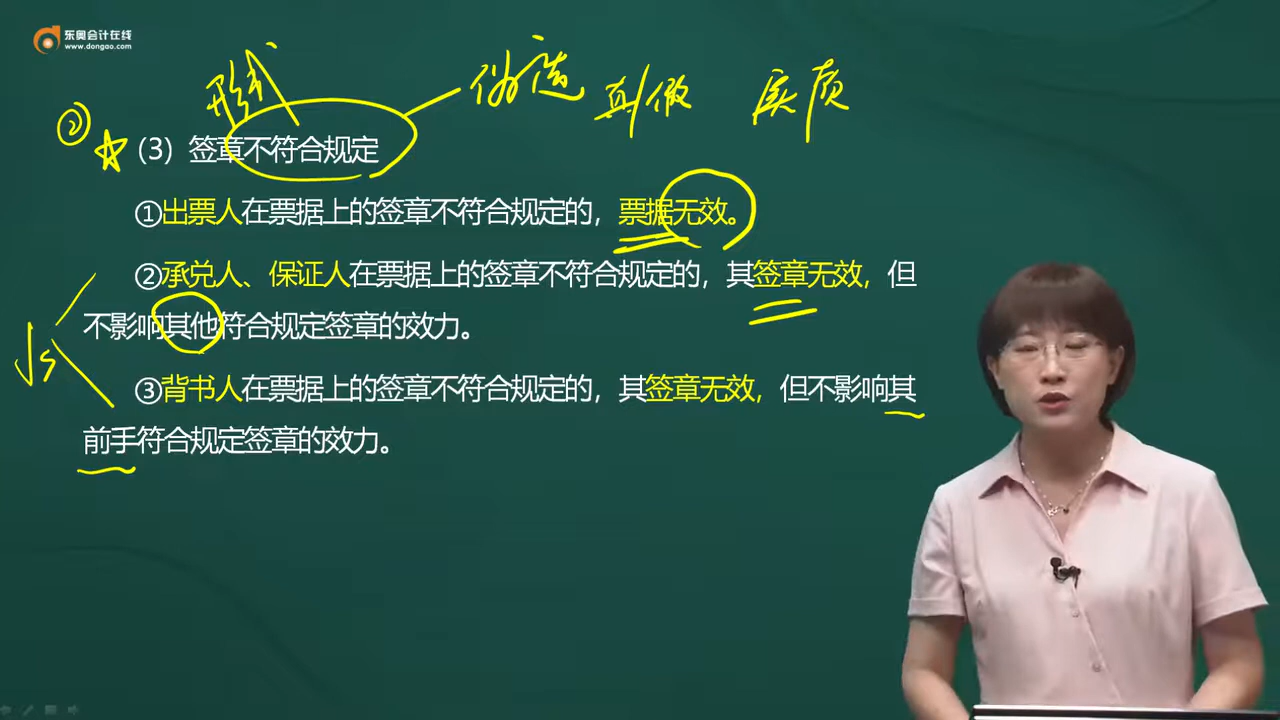 东奥会计在线
www.dongao.com
形式 伪造 真/假 实质
② ☆(3)签章不符合规定
①出票人在票据上的签章不符合规定的，票据无效。
②承兑人、保证人在票据上的签章不符合规定的，其签章无效，但
不影响其他符合规定签章的效力。
Vs
③背书人在票据上的签章不符合规定的，其签章无效，但不影响其
前手符合规定签章的效力。